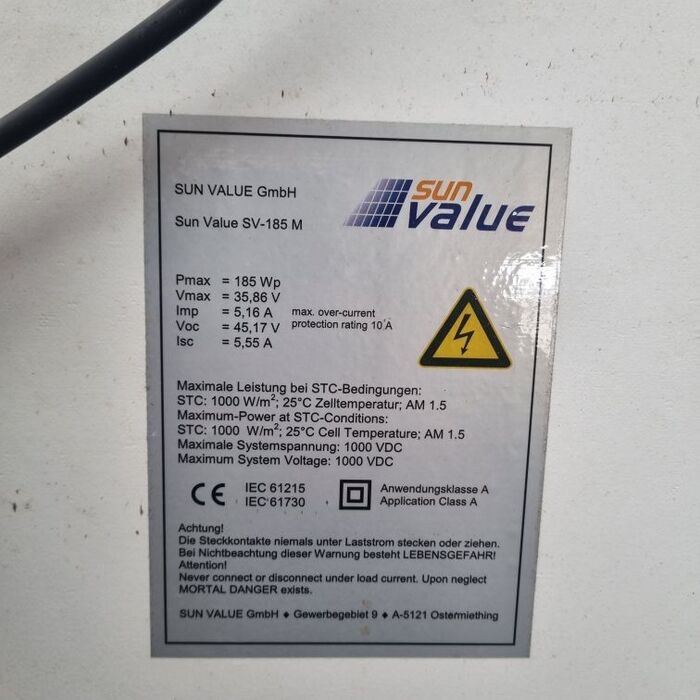 SUN VALUE GmbH
sun
value
Sun Value SV-185 M
Pmax = 185 Wp
Vmax = 35,86 V
Imp = 5,16 A
Voc = 45,17 V
Isc = 5,55 A
max. over-current
protection rating 10 A
Maximale Leistung bei STC-Bedingungen:
STC: 1000 W/m²; 25°C Zelltemperatur; AM 1.5
Maximum-Power at STC-Conditions:
STC: 1000 W/m²; 25°C Cell Temperature; AM 1.5
Maximale Systemspannung: 1000 VDC
Maximum System Voltage: 1000 VDC
CE
IEC 61215
IEC 61730
Anwendungsklasse A
Application Class A
Achtung!
Die Steckkontakte niemals unter Laststrom stecken oder ziehen.
Bei Nichtbeachtung dieser Warnung besteht LEBENSGEFAHR!
Attention!
Never connect or disconnect under load current. Upon neglect
MORTAL DANGER exists.
SUN VALUE GmbH ♦ Gewerbegebiet 9 ♦ A-5121 Ostermiething